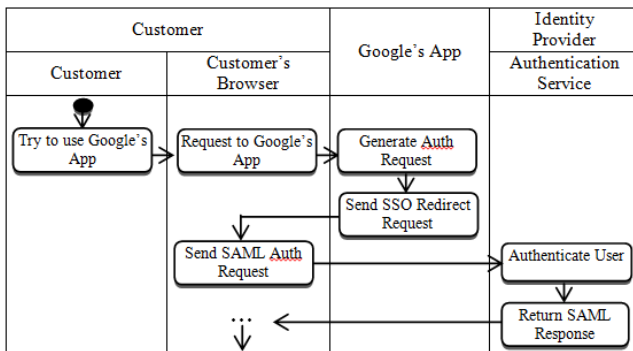 Customer
Google's App
Identity
Provider
Customer
Customer's
Browser
Authentication
Service
Try to use Google's
App
Request to Google's
App
Generate Auth
Request
Send SSO Redirect
Request
Send SAML Auth
Request
Authenticate User
Return SAML
Response
...